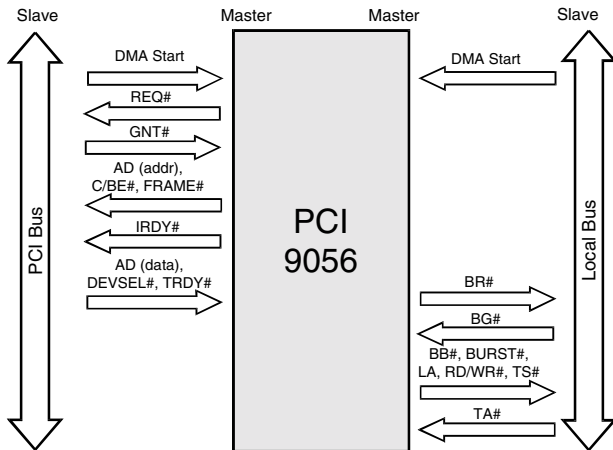 Slave Master Master Slave
DMA Start DMA Start
REQ#
GNT#
AD (addr),
C/BE#, FRAME#
IRDY#
AD (data),
DEVSEL#, TRDY#
PCI Bus
PCI
9056
BR#
BG#
BB#, BURST#,
LA, RD/WR#, TS#
TA#
Local Bus